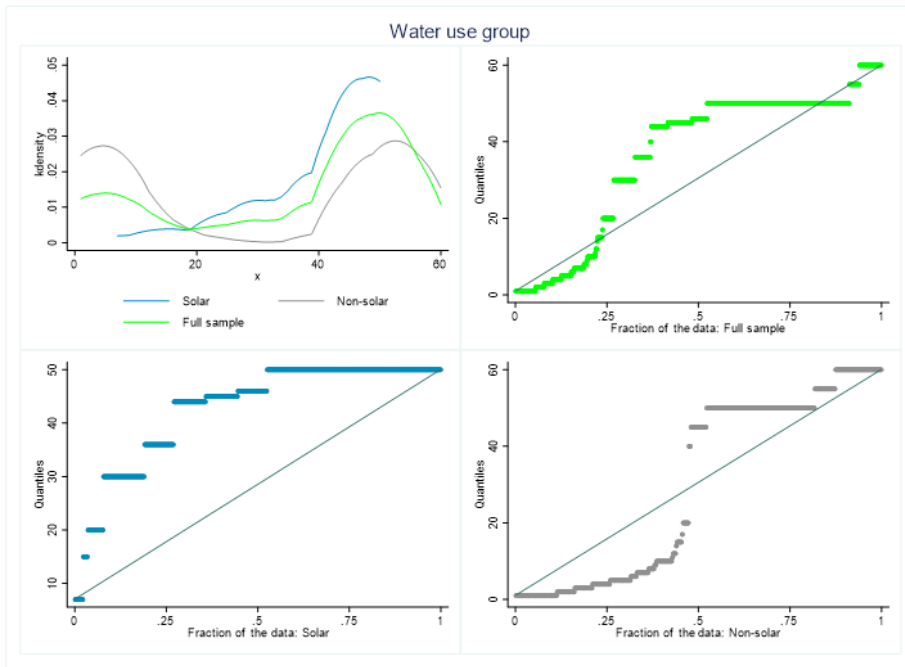 Water use group
kdensity
0 .01 .02 .03 .04 .05
0 20 40 60
x
Solar Non-solar
Full sample
Quantiles
0 20 40 60
0 .25 .5 .75 1
Fraction of the data: Full sample
Quantiles
10 20 30 40 50
0 .25 .5 .75 1
Fraction of the data: Solar
Quantiles
0 20 40 60
0 .25 .5 .75 1
Fraction of the data: Non-solar